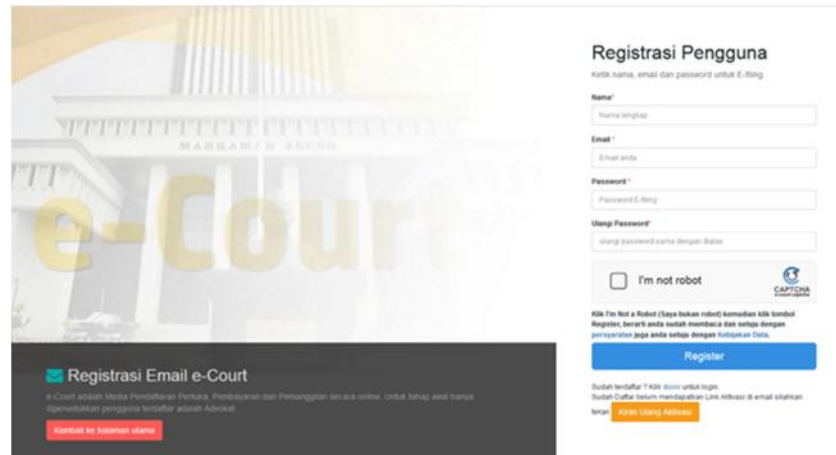 MAHKAMAH AGUNG
e-Court
Registrasi Email e-Court
e-Court adalah Media Pendaftaran Perkara, Pembayaran dan Pemanggilan secara online. Untuk tahap awal hanya
diperuntukkan pengguna terdaftar adalah Advokat.
Kembali ke halaman utama
Registrasi Pengguna
Ketik nama, email dan password untuk E-filing.
Nama*
Nama lengkap
Email *
Email anda
Password *
Password E-filing
Ulangi Password*
ulangi password sama dengan diatas
I'm not robot
CAPTCHA
e-court captcha
Klik I'm Not a Robot (Saya bukan robot) kemudian klik tombol
Register, berarti anda sudah membaca dan setuju dengan
persyaratan juga anda setuju dengan Kebijakan Data.
Register
Sudah terdaftar ? Klik disini untuk login.
Sudah Daftar belum mendapatkan Link Aktivasi di email silahkan
tekan Kirim Ulang Aktivasi